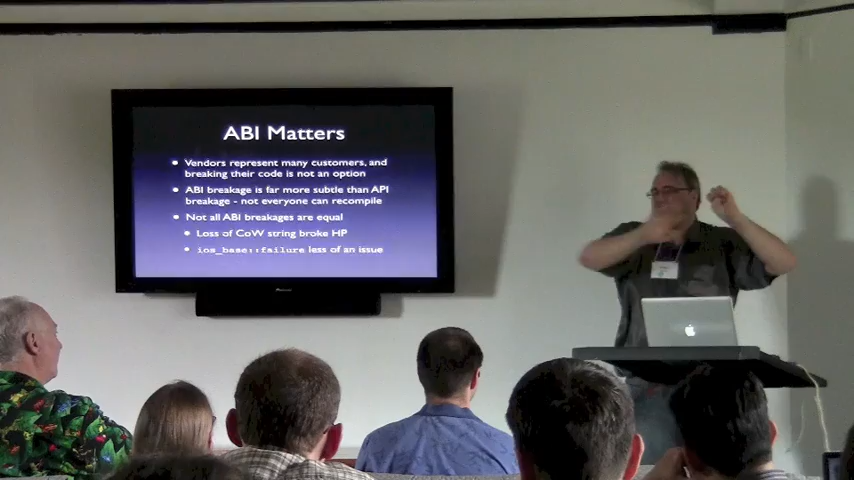 ABI Matters
• Vendors represent many customers, and
breaking their code is not an option
• ABI breakage is far more subtle than API
breakage - not everyone can recompile
• Not all ABI breakages are equal
• Loss of CoW string broke HP
• ios_base::failure less of an issue